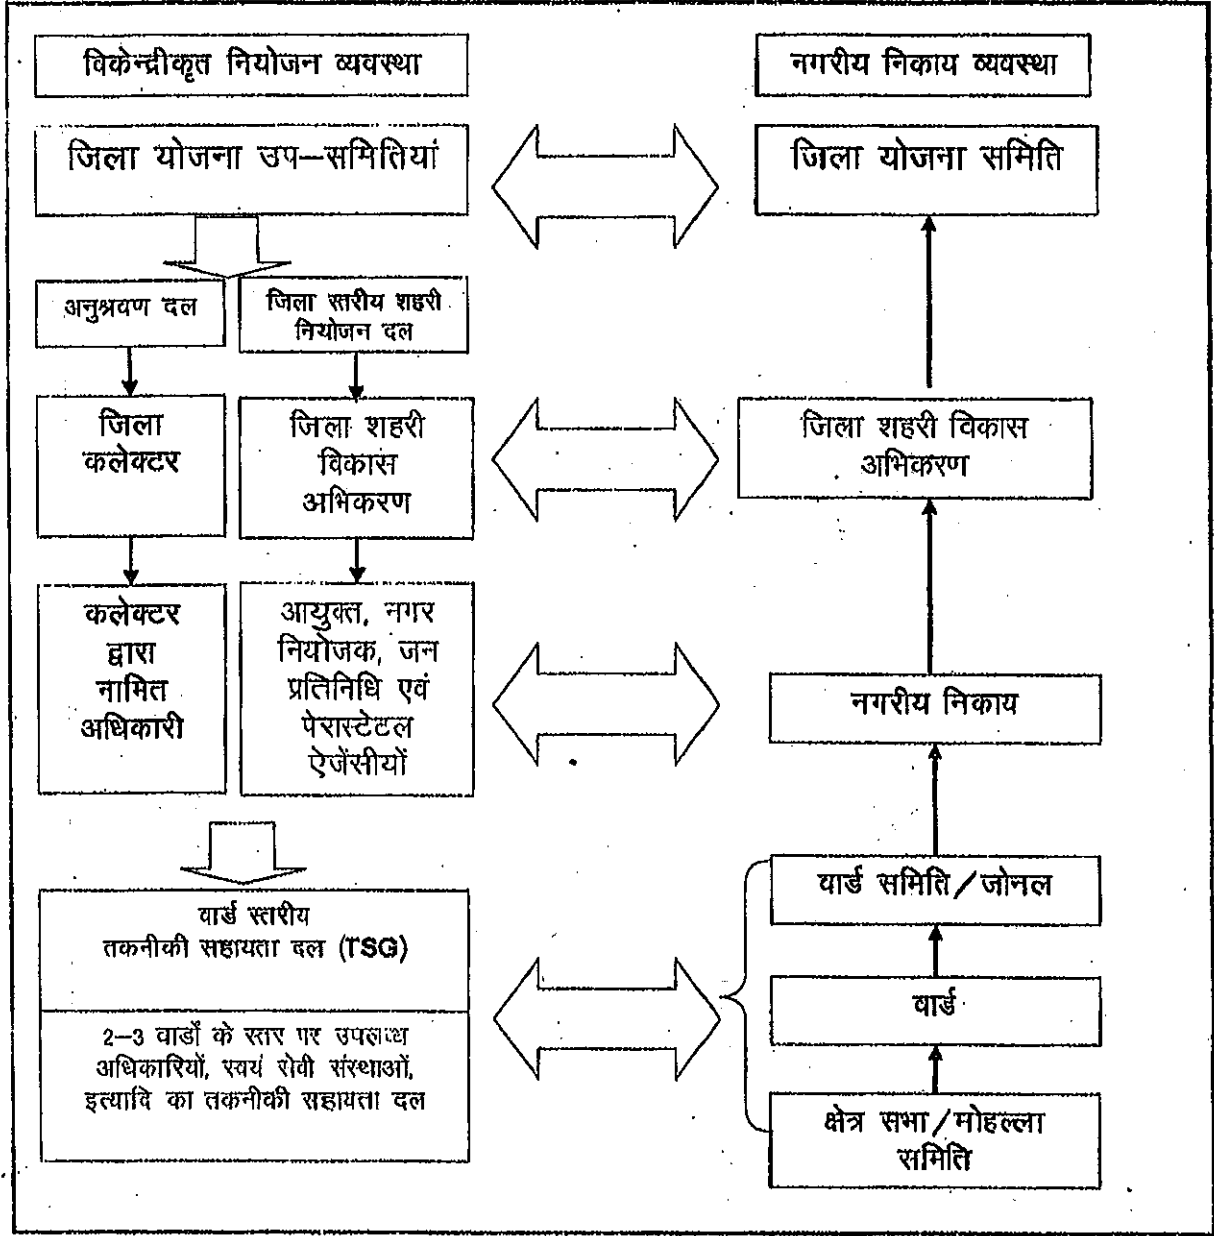 विकेन्द्रीकृत नियोजन व्यवस्था
नगरीय निकाय व्यवस्था
जिला योजना उप–समितियां
जिला योजना समिति
अनुश्रवण दल
जिला स्तरीय शहरी
नियोजन दल
जिला
कलेक्टर
जिला शहरी
विकास
अभिकरण
जिला शहरी विकास
अभिकरण
कलेक्टर
द्वारा
नामित
अधिकारी
आयुक्त, नगर
नियोजक, जन
प्रतिनिधि एवं
पेरास्टेटल
ऐजेंसीयों
नगरीय निकाय
वार्ड स्तरीय
तकनीकी सहायता दल (TSG)
2–3 वार्डो के स्तर पर उपलब्ध
अधिकारियों, स्वयं सेवी संस्थाओं,
इत्यादि का तकनीकी सहायता दल
वार्ड समिति/जोनल
वार्ड
क्षेत्र सभा/मोहल्ला
समिति